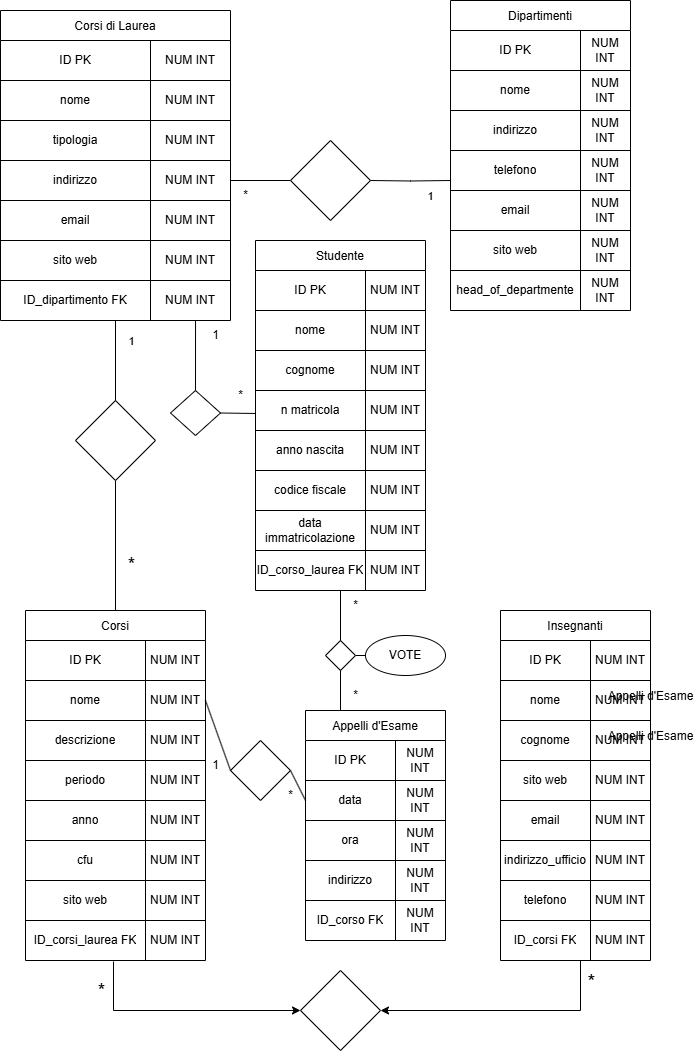 Corsi di Laurea
ID PK NUM INT
nome NUM INT
tipologia NUM INT
indirizzo NUM INT
email NUM INT
sito web NUM INT
ID_dipartimento FK NUM INT
Dipartimenti
ID PK NUM
INT
nome NUM
INT
indirizzo NUM
INT
telefono NUM
INT
email NUM
INT
sito web NUM
INT
head_of_departmente NUM
INT
* 1
Studente
ID PK NUM INT
nome NUM INT
cognome NUM INT
n matricola NUM INT
anno nascita NUM INT
codice fiscale NUM INT
data
immatricolazione NUM INT
ID_corso_laurea FK NUM INT
1
1
*
*
*
VOTE
*
Corsi
ID PK NUM INT
nome NUM INT
descrizione NUM INT
periodo NUM INT
anno NUM INT
cfu NUM INT
sito web NUM INT
ID_corsi_laurea FK NUM INT
1
*
Appelli d'Esame
ID PK NUM
INT
data NUM
INT
ora NUM
INT
indirizzo NUM
INT
ID_corso FK NUM
INT
Insegnanti
ID PK NUM INT
nome NUM INT Appelli d'Esame
cognome NUM INT Appelli d'Esame
sito web NUM INT
email NUM INT
indirizzo_ufficio NUM INT
telefono NUM INT
ID_corsi FK NUM INT
*
*